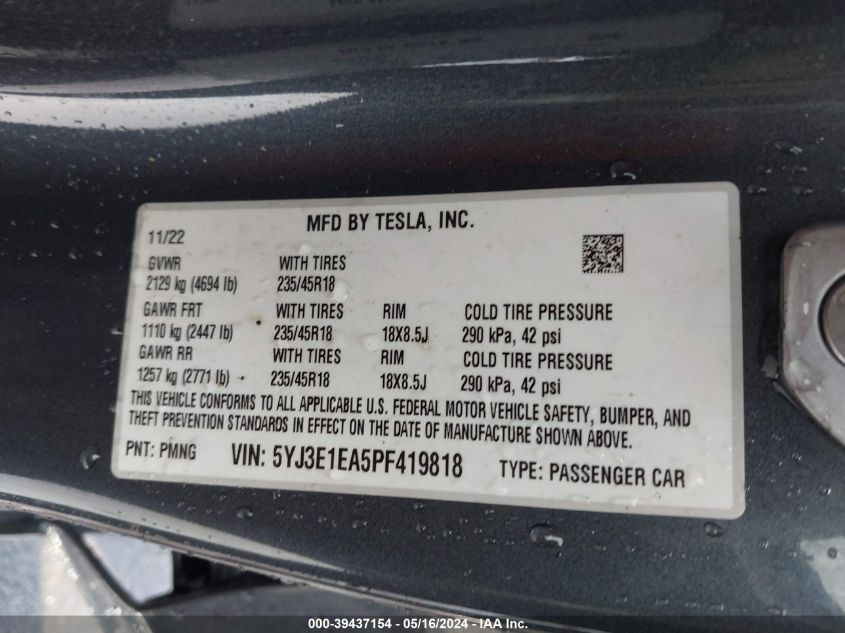 MFD BY TESLA, INC.
11/22
GVWR WITH TIRES
2129 kg (4694 lb) 235/45R18
GAWR FRT WITH TIRES RIM COLD TIRE PRESSURE
1110 kg (2447 lb) 235/45R18 18X8.5J 290 kPa, 42 psi
GAWR RR WITH TIRES RIM COLD TIRE PRESSURE
1257 kg (2771 lb) 235/45R18 18X8.5J 290 kPa, 42 psi
THIS VEHICLE CONFORMS TO ALL APPLICABLE U.S. FEDERAL MOTOR VEHICLE SAFETY, BUMPER, AND
THEFT PREVENTION STANDARDS IN EFFECT ON THE DATE OF MANUFACTURE SHOWN ABOVE.
PNT: PMNG VIN: 5YJ3E1EA5PF419818 TYPE: PASSENGER CAR
000-39437154 - 05/16/2024 - IAA Inc.